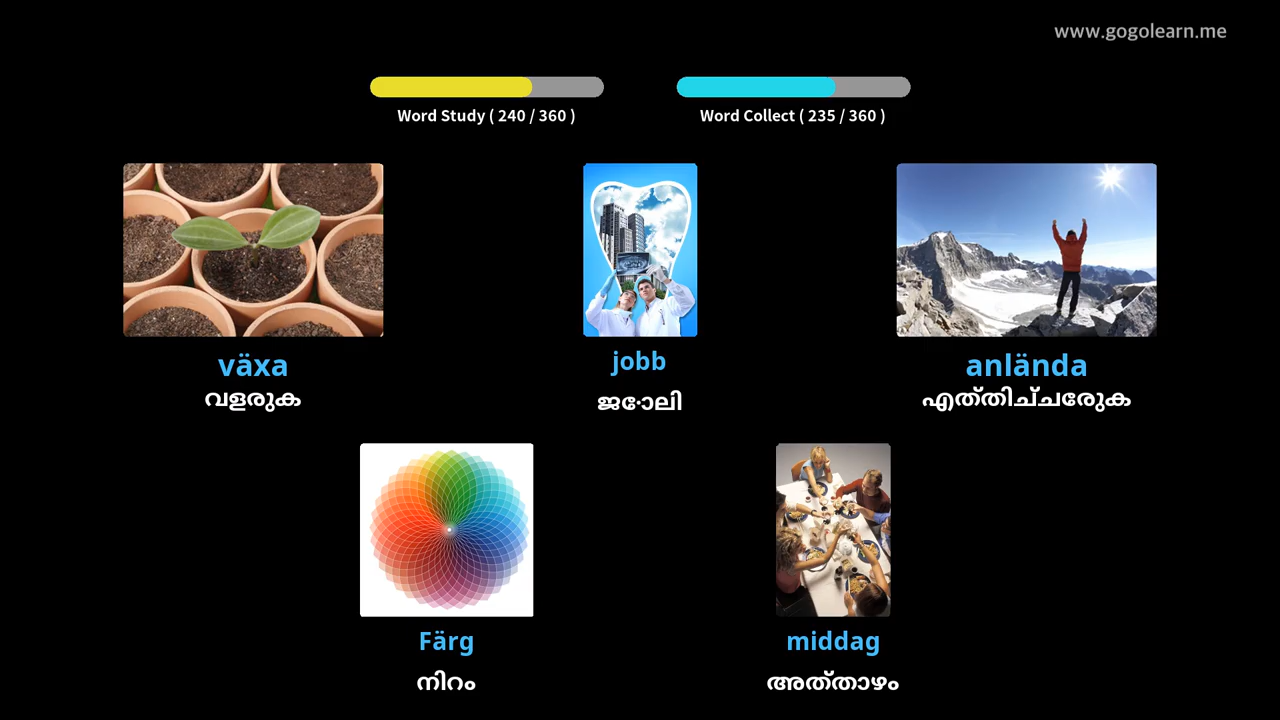 www.gogolearn.me
Word Study ( 240 / 360 )
Word Collect ( 235 / 360 )
växa
വളരുക
jobb
ജോലി
anlända
എത്തിച്ചേരുക
Färg
നിറം
middag
അത്താഴം